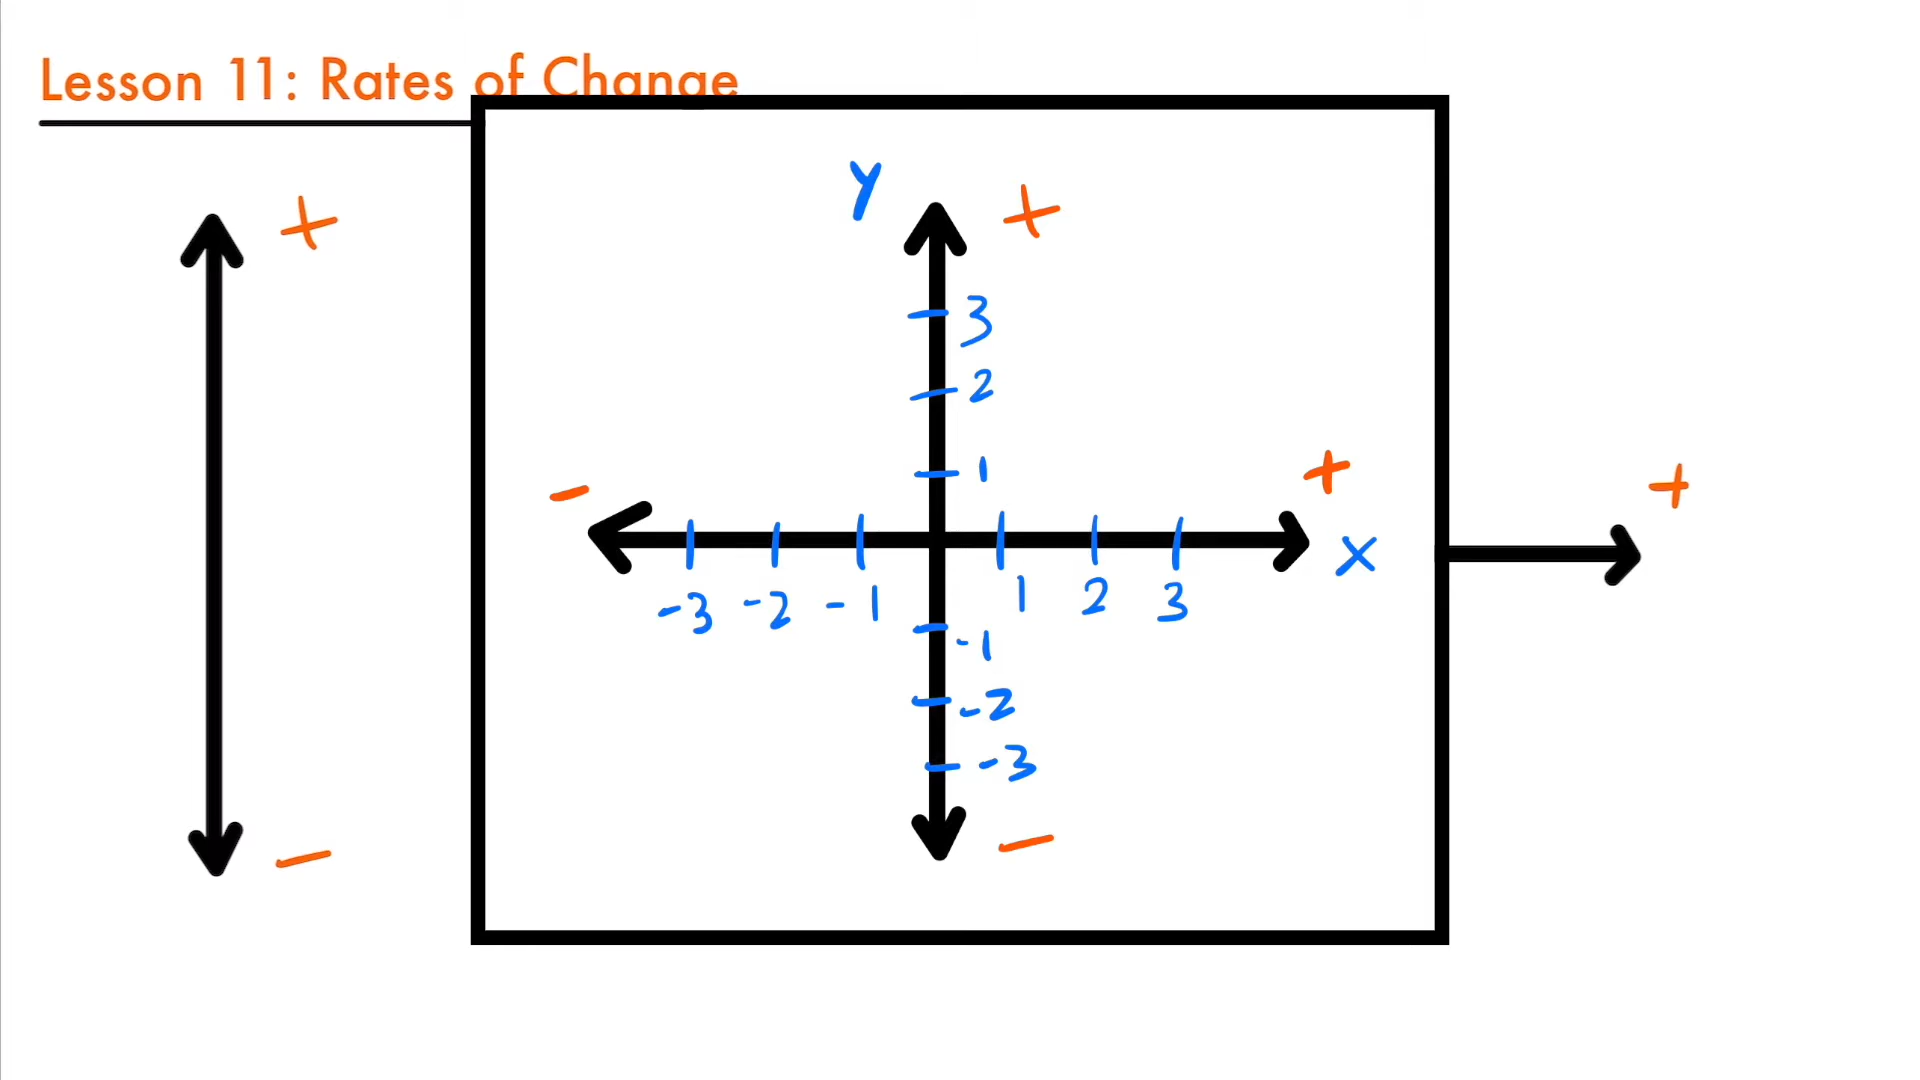 Lesson 11: Rates of Change
+
y +
3
2
1
- + +
x
-3 -2 -1 1 2 3
-1
-2
-3
-
-